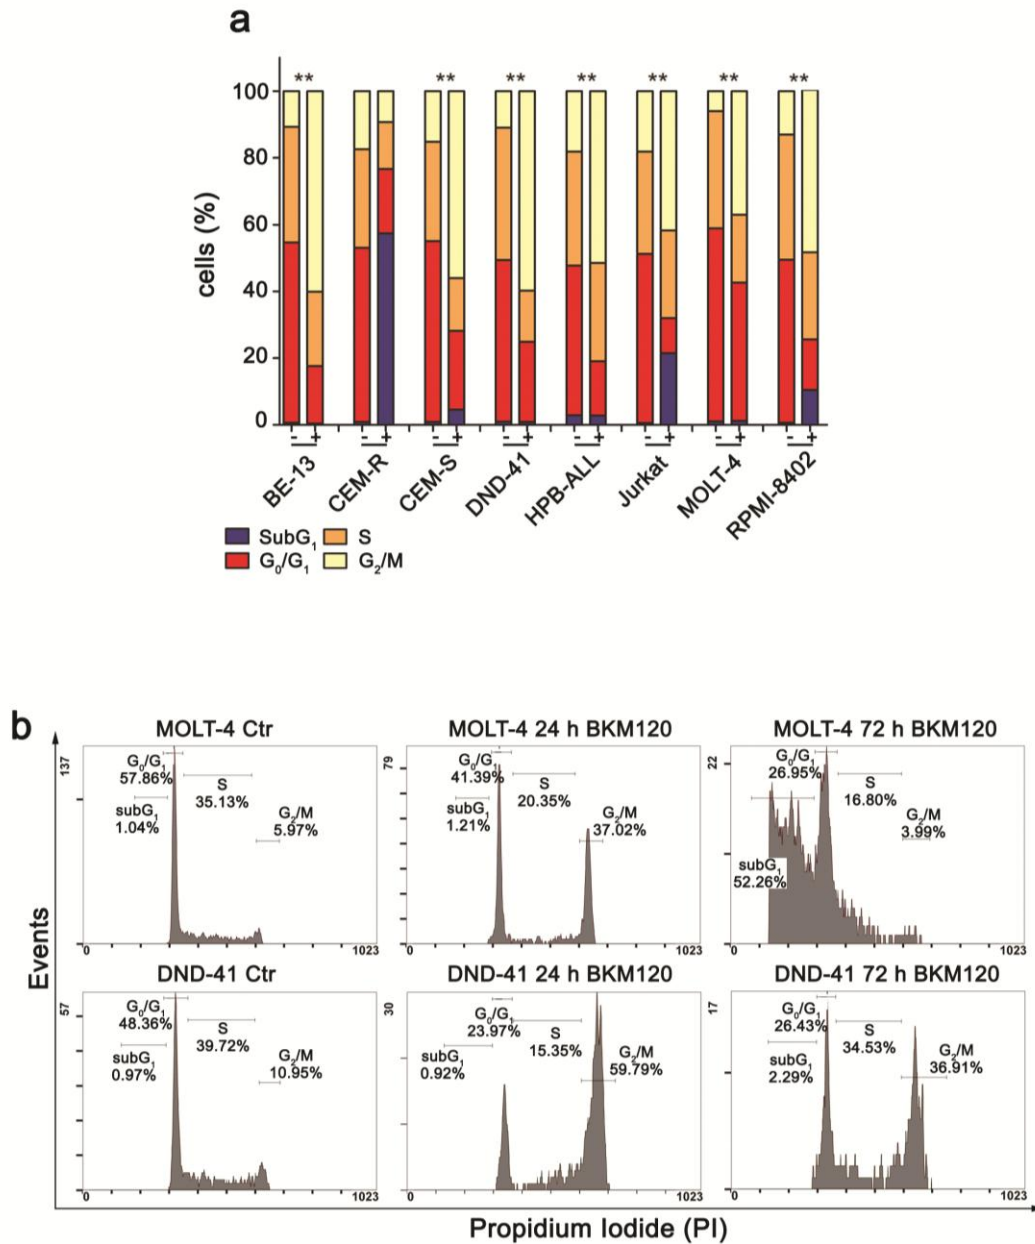 a
** ** ** ** ** ** **
100
80
60
40
20
0
cells (%)
- + - + - + - + - + - + - + - +
BE-13 CEM-R CEM-S DND-41 HPB-ALL Jurkat MOLT-4 RPMI-8402
SubG1 S
G0/G1 G2/M
b
MOLT-4 Ctr MOLT-4 24 h BKM120 MOLT-4 72 h BKM120
137
G0/G1
57.86%
S
35.13%
subG1
1.04%
G2/M
5.97%
0 1023
79
G0/G1
41.39%
S
20.35%
subG1
1.21%
G2/M
37.02%
0 1023
22
G0/G1
26.95%
S
16.80%
G2/M
3.99%
subG1
52.26%
0 1023
DND-41 Ctr DND-41 24 h BKM120 DND-41 72 h BKM120
57
G0/G1
48.36%
S
39.72%
subG1
0.97%
G2/M
10.95%
0 1023
30
G0/G1
23.97%
S
15.35%
subG1
0.92%
G2/M
59.79%
0 1023
17
G0/G1
26.43%
S
34.53%
subG1
2.29%
G2/M
36.91%
0 1023
Events
Propidium Iodide (PI)